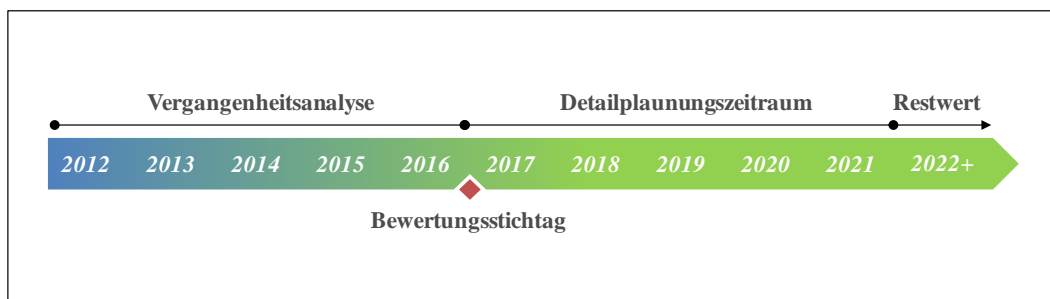 Vergangenheitsanalyse Detailplaunungszeitraum Restwert
2012 2013 2014 2015 2016 2017 2018 2019 2020 2021 2022+
Bewertungsstichtag